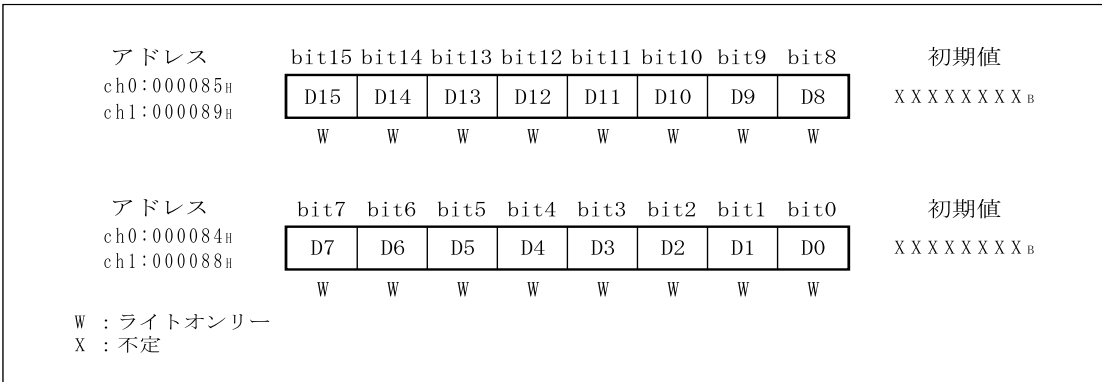 アドレス bit15 bit14 bit13 bit12 bit11 bit10 bit9 bit8 初期値
ch0:000085H
ch1:000089H
D15 D14 D13 D12 D11 D10 D9 D8 XXXXXXXXB
W W W W W W W W
アドレス bit7 bit6 bit5 bit4 bit3 bit2 bit1 bit0 初期値
ch0:000084H
ch1:000088H
D7 D6 D5 D4 D3 D2 D1 D0 XXXXXXXXB
W W W W W W W W
W :ライトオンリー
X :不定